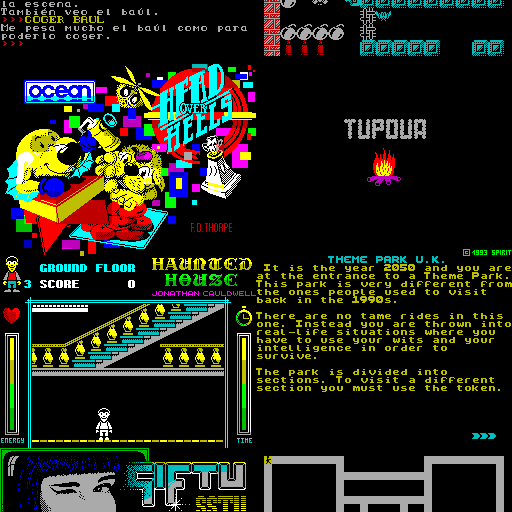 la escena.
También veo el baúl.
>>>COGER BAUL
Me pesa mucho el baúl como para
poderlo coger.
>>>
00000 00
ocean
HEAD
OVER
HEELS
F.D. THORPE
TUPOUA
© 1993 SPIRIT
GROUND FLOOR
3 SCORE 0
HAUNTED
HOUSE
JONATHAN CAULDWELL
ENERGY
TIME
THEME PARK U.K.
It is the year 2050 and you are
at the entrance to a Theme Park.
This park is very different from
the ones people used to visit
back in the 1990s.
There are no tame rides in this
one. Instead you are thrown into
real-life situations where you
have to use your wits and your
intelligence in order to
survive.
The park is divided into
sections. To visit a different
section you must use the token.
>>>